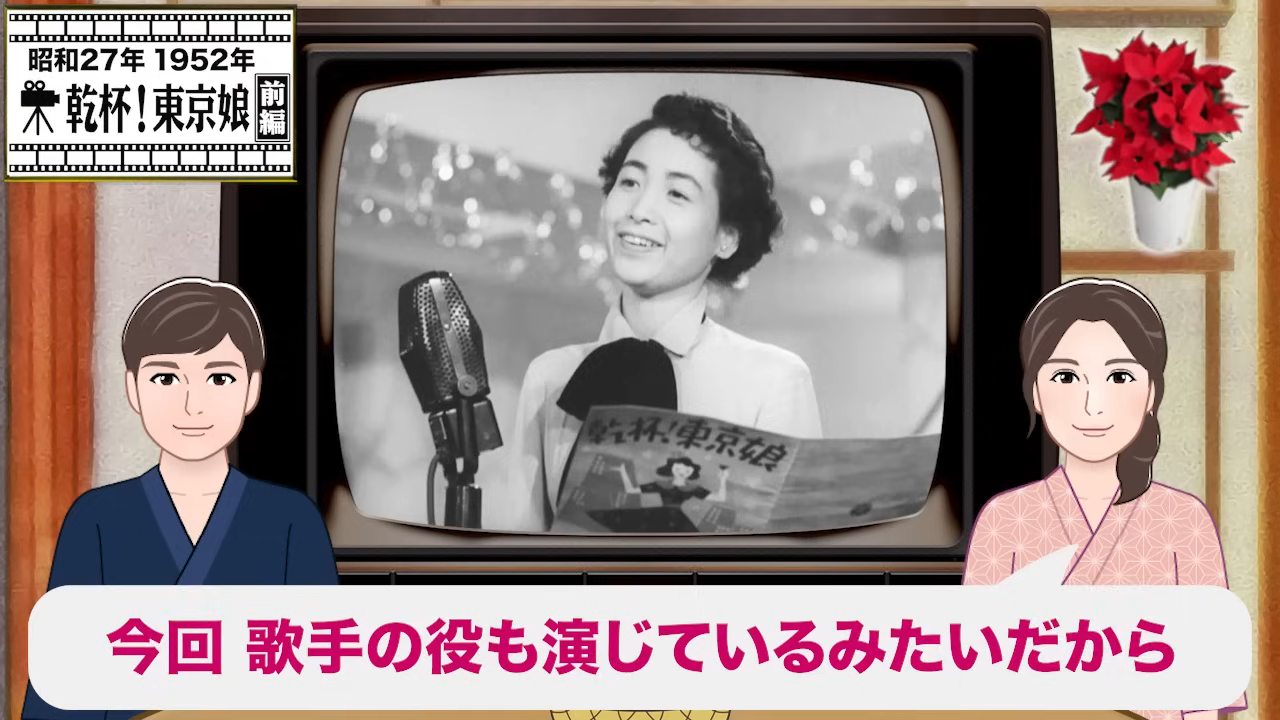 昭和27年 1952年
乾杯!東京娘
前編
乾杯!東京娘
今回 歌手の役も演じているみたいだから